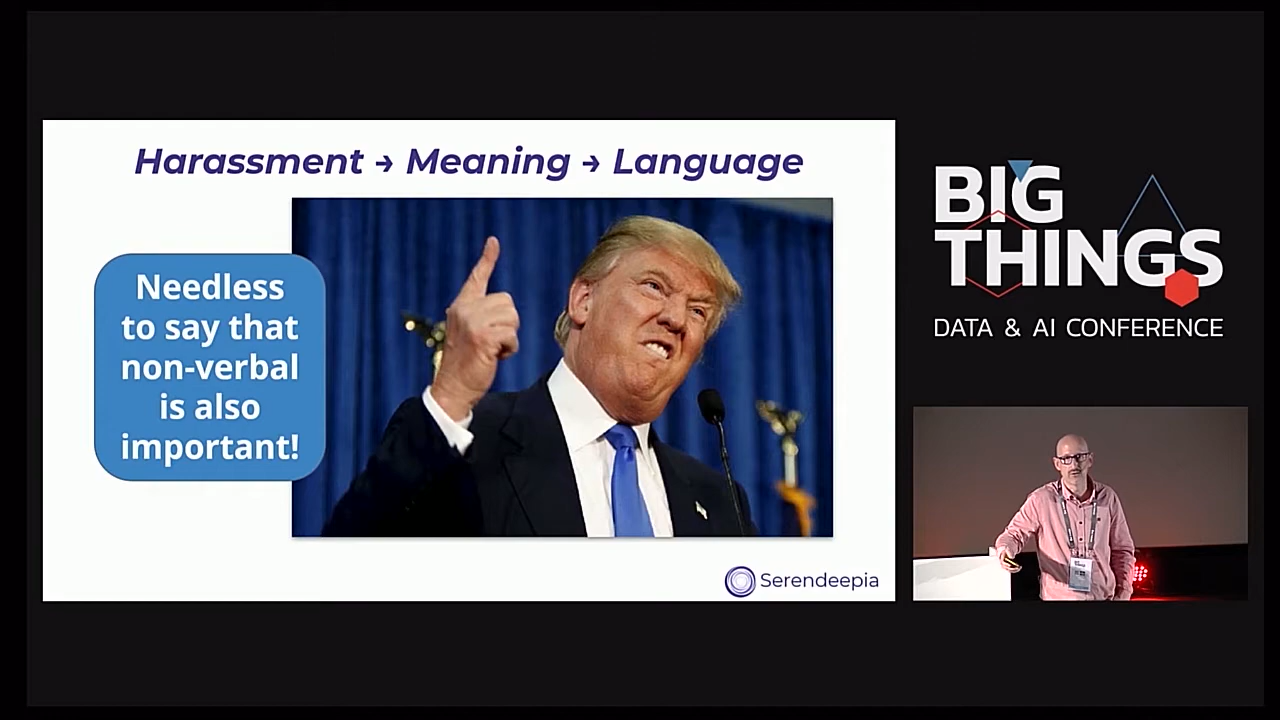 Harassment → Meaning → Language
Needless
to say that
non-verbal
is also
important!
Serendeepia
BIG
THINGS
DATA & AI CONFERENCE